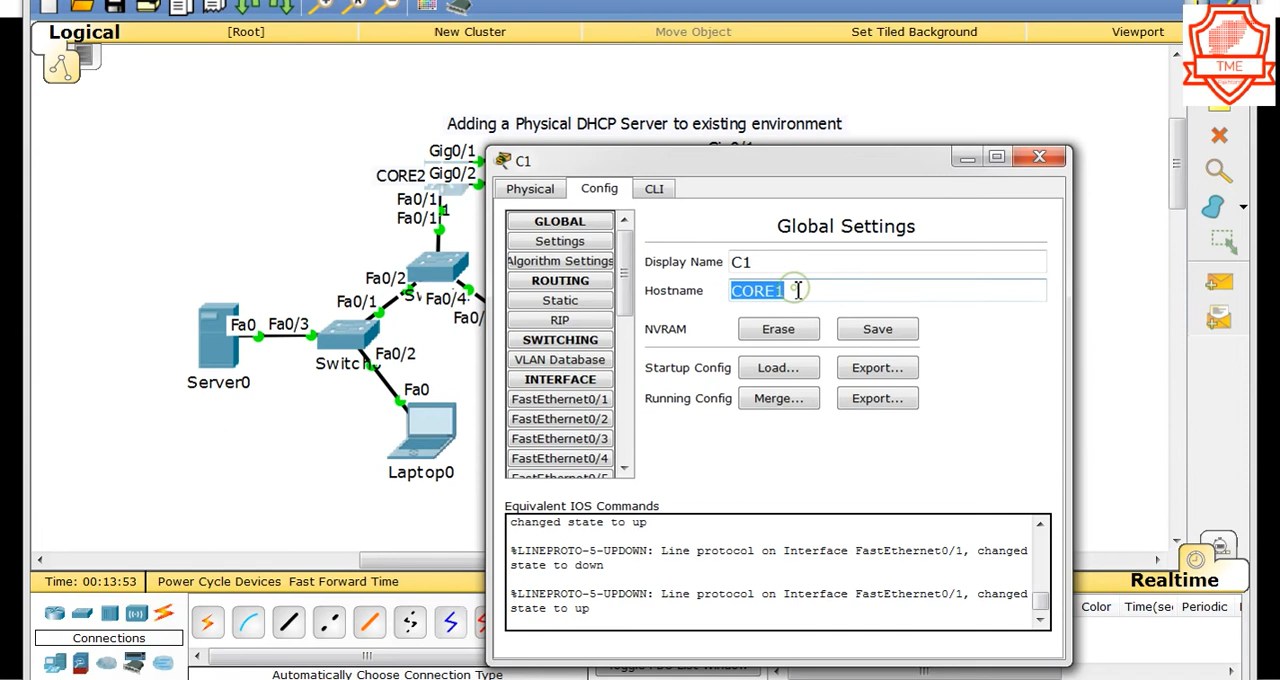 Logical
[Root]
New Cluster
Move Object
Set Tiled Background
Viewport
TME
Adding a Physical DHCP Server to existing environment
Gig0/1
CORE2
Gig0/2
Fa0/1
Fa0/1
1
Fa0/2
Fa0/4
Fa0/1
Fa0
Fa0/3
Fa0/2
Server0
Fa0
Laptop0
C1
Physical
Config
CLI
GLOBAL
Settings
Algorithm Settings
ROUTING
Static
RIP
SWITCHING
VLAN Database
INTERFACE
FastEthernet0/1
FastEthernet0/2
FastEthernet0/3
FastEthernet0/4
FastEthernet0/5
Global Settings
Display Name C1
Hostname CORE1
NVRAM Erase Save
Startup Config Load... Export...
Running Config Merge... Export...
Equivalent IOS Commands
changed state to up
%LINEPROTO-5-UPDOWN: Line protocol on Interface FastEthernet0/1, changed
state to down
%LINEPROTO-5-UPDOWN: Line protocol on Interface FastEthernet0/1, changed
state to up
Time: 00:13:53 Power Cycle Devices Fast Forward Time
Realtime
Connections
Automatically Choose Connection Type
Color Time(sec Periodic